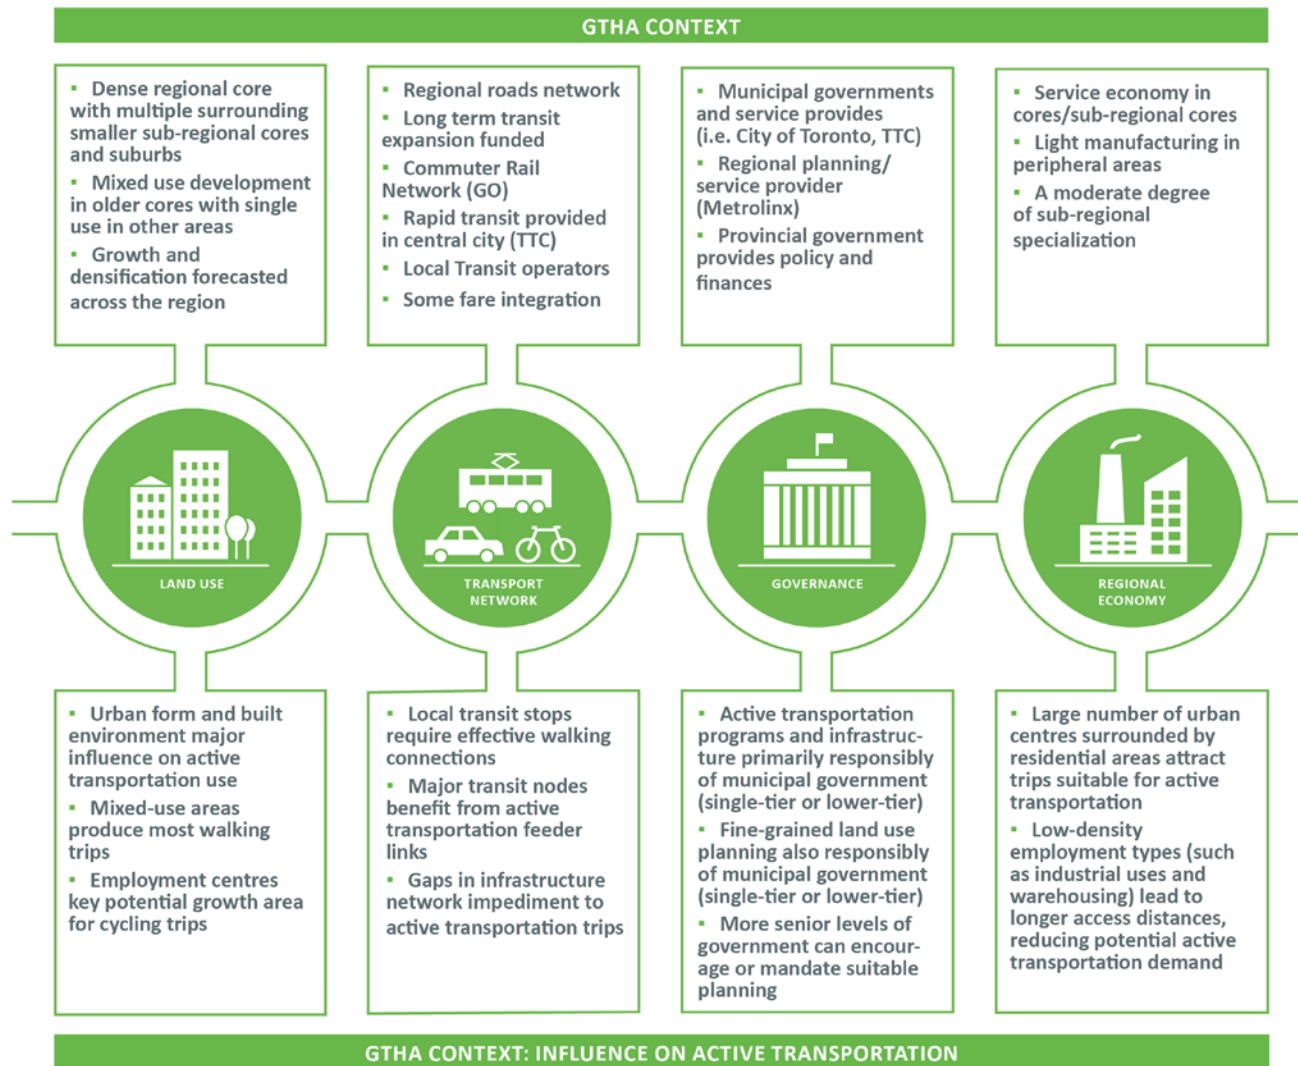 GTHA CONTEXT
▪ Dense regional core
with multiple surrounding
smaller sub-regional cores
and suburbs
▪ Mixed use development
in older cores with single
use in other areas
▪ Growth and
densification forecasted
across the region
▪ Regional roads network
▪ Long term transit
expansion funded
▪ Commuter Rail
Network (GO)
▪ Rapid transit provided
in central city (TTC)
▪ Local Transit operators
▪ Some fare integration
▪ Municipal governments
and service provides
(i.e. City of Toronto, TTC)
▪ Regional planning/
service provider
(Metrolinx)
▪ Provincial government
provides policy and
finances
▪ Service economy in
cores/sub-regional cores
▪ Light manufacturing in
peripheral areas
▪ A moderate degree
of sub-regional
specialization
LAND USE
TRANSPORT
NETWORK
GOVERNANCE
REGIONAL
ECONOMY
▪ Urban form and built
environment major
influence on active
transportation use
▪ Mixed-use areas
produce most walking
trips
▪ Employment centres
key potential growth area
for cycling trips
▪ Local transit stops
require effective walking
connections
▪ Major transit nodes
benefit from active
transportation feeder
links
▪ Gaps in infrastructure
network impediment to
active transportation trips
▪ Active transportation
programs and infrastruc-
ture primarily responsibly
of municipal government
(single-tier or lower-tier)
▪ Fine-grained land use
planning also responsibly
of municipal government
(single-tier or lower-tier)
▪ More senior levels of
government can encour-
age or mandate suitable
planning
▪ Large number of urban
centres surrounded by
residential areas attract
trips suitable for active
transportation
▪ Low-density
employment types (such
as industrial uses and
warehousing) lead to
longer access distances,
reducing potential active
transportation demand
GTHA CONTEXT: INFLUENCE ON ACTIVE TRANSPORTATION